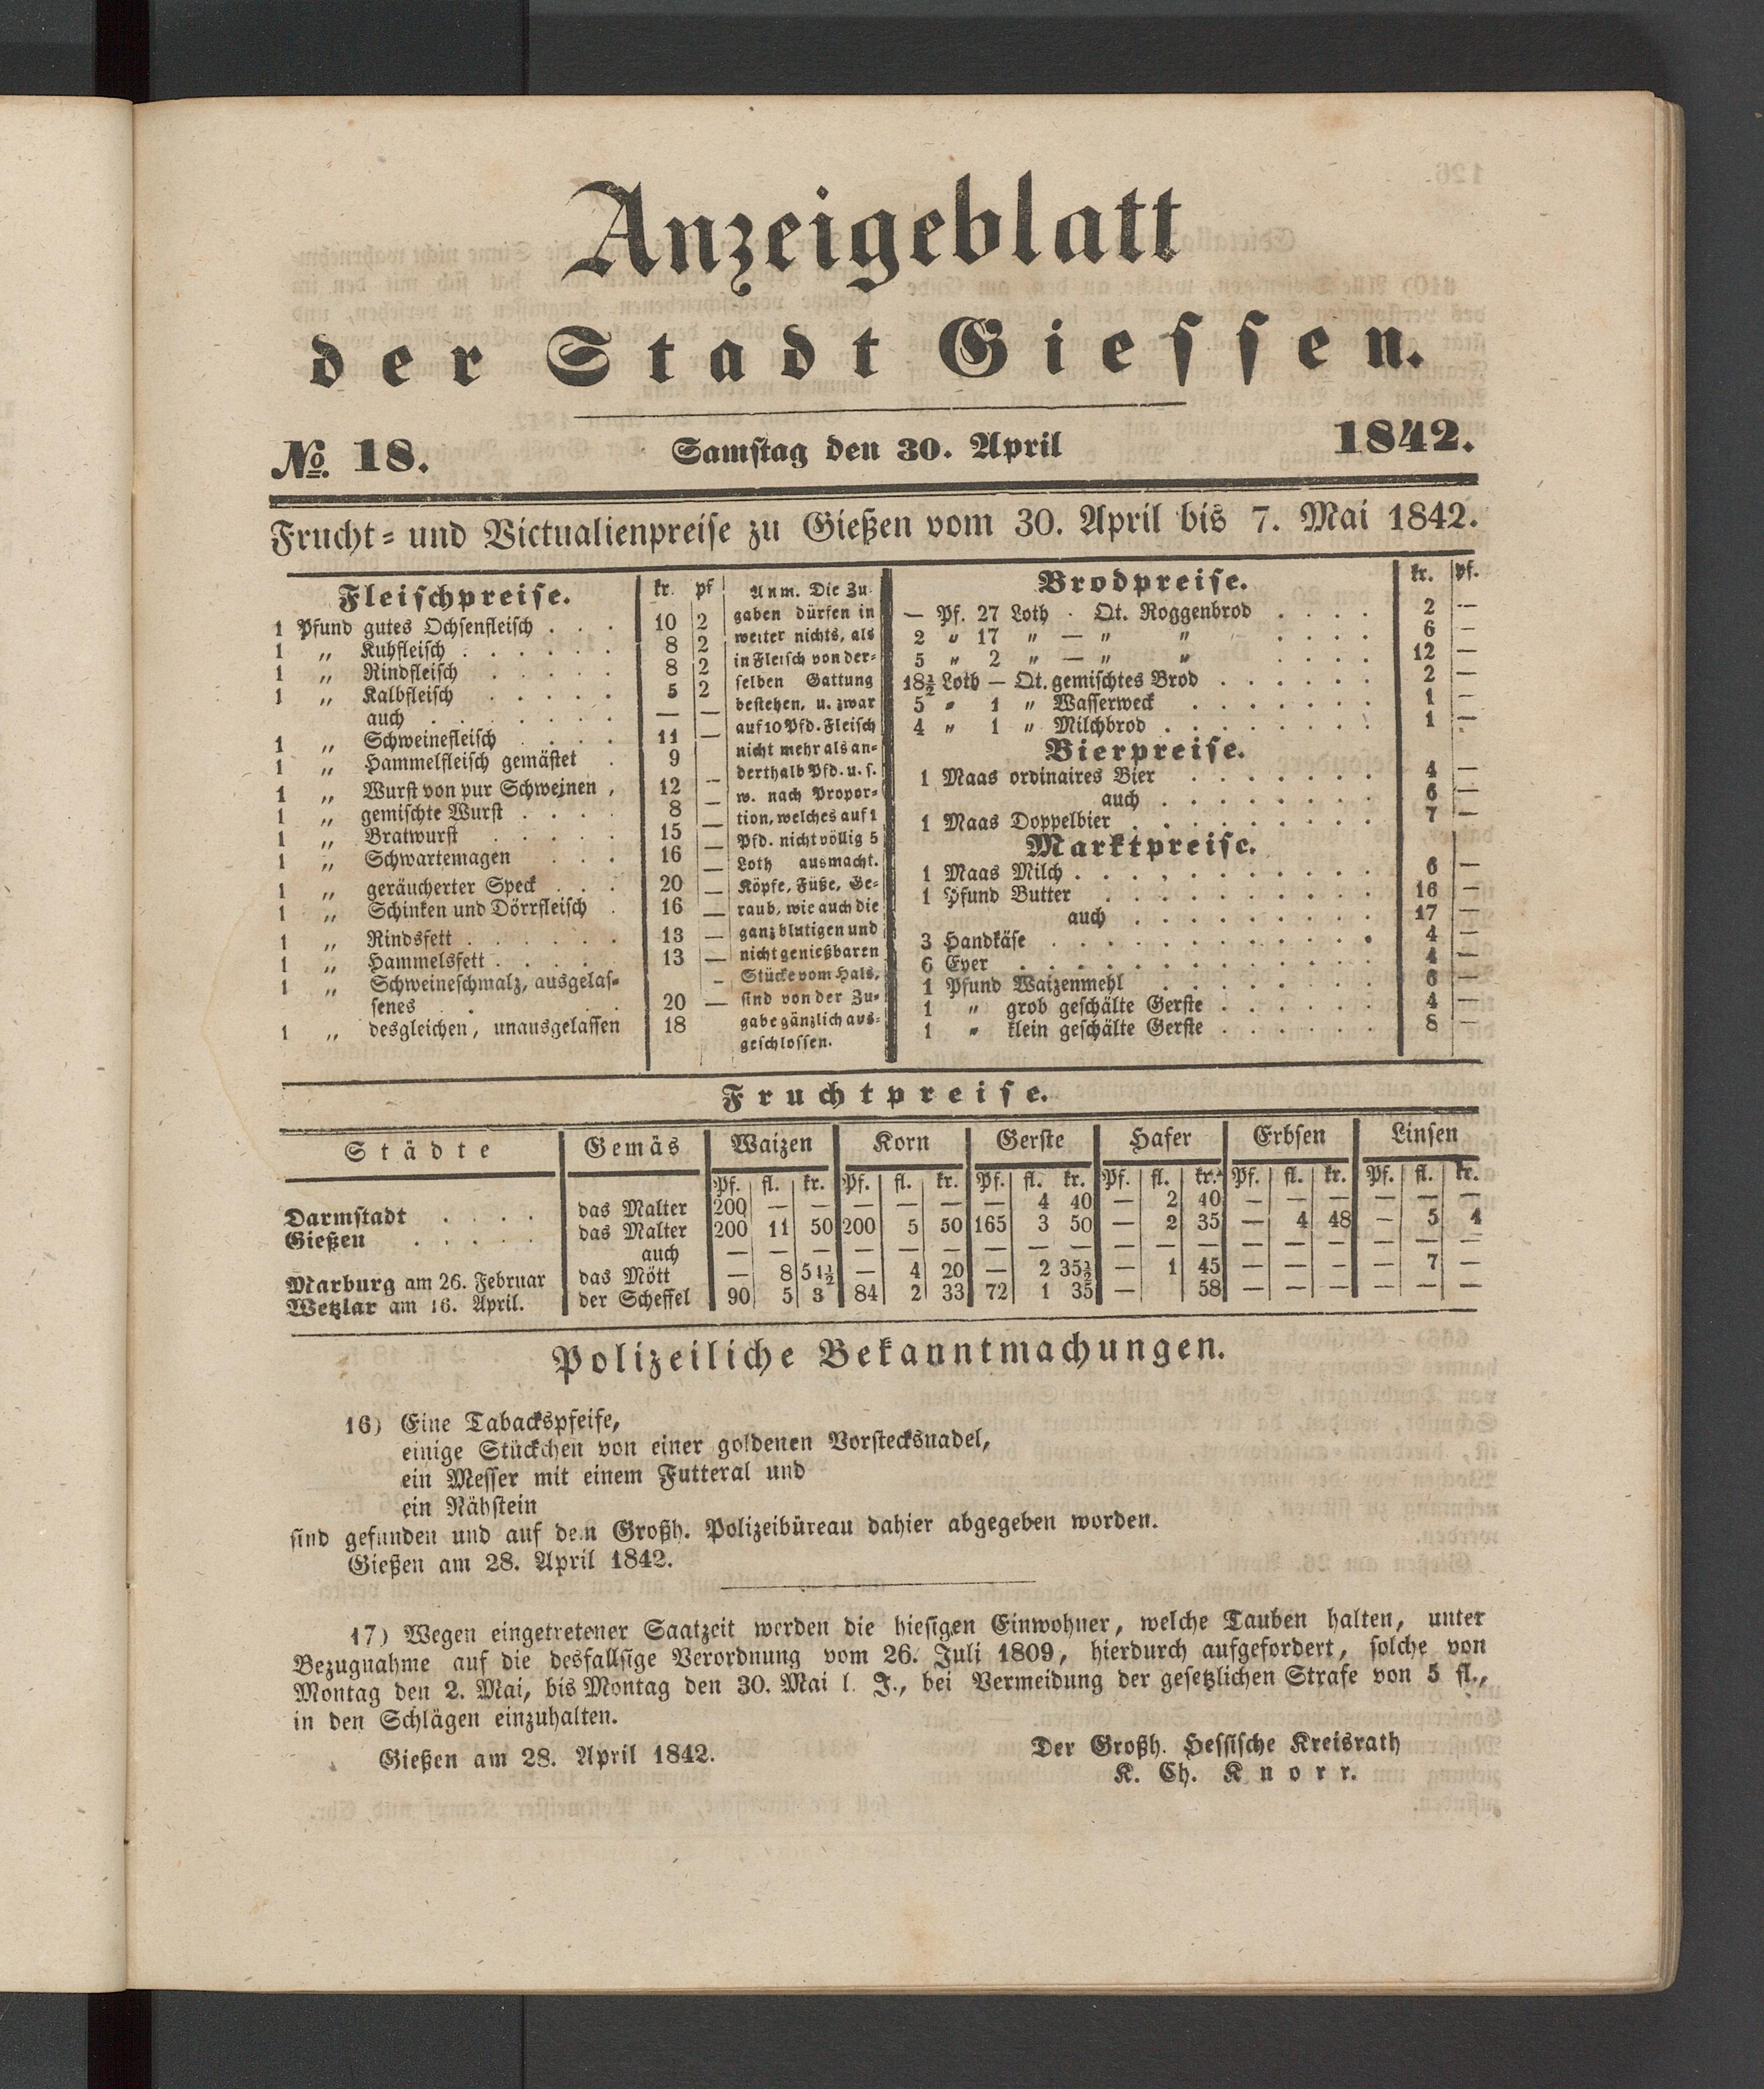 Anzeigeblatt
der Stadt Giessen.
No. 18. Samstag den 30. April 1842.
Frucht- und Victualienpreise zu Gießen vom 30. April bis 7. Mai 1842.
Fleischpreise. kr. pf
1 Pfund gutes Ochsenfleisch . . . 10 2
1 „ Kuhfleisch . . . . . . 8 2
1 „ Rindfleisch . . . . . 8 2
1 „ Kalbfleisch . . . . . 5 2
auch . . . . . . . — —
1 „ Schweinefleisch . . . . 11 —
1 „ Hammelfleisch gemästet . 9
1 „ Wurst von pur Schweinen , 12 —
1 „ gemischte Wurst . . . . 8 —
1 „ Bratwurst . . . . . 15 —
1 „ Schwartemagen . . . 16 —
1 „ geräucherter Speck . . . 20 —
1 „ Schinken und Dörrfleisch . 16 —
1 „ Rindsfett . . . . . . 13 —
1 „ Hammelsfett . . . . . 13 —
1 „ Schweineschmalz, ausgelas-
senes . . . . 20 —
1 „ desgleichen, unausgelassen 18
Anm. Die Zu-
gaben dürfen in
weiter nichts, als
in Fleisch von der-
selben Gattung
bestehen, u. zwar
auf 10 Pfd. Fleisch
nicht mehr als an-
derthalb Pfd. u. s.
w. nach Propor-
tion, welches auf 1
Pfd. nicht völlig 5
Loth ausmacht.
Köpfe, Füße, Ge-
raub, wie auch die
ganz blutigen und
nicht genießbaren
Stücke vom Hals,
sind von der Zu-
gabe gänzlich aus-
geschlossen.
Brodpreise. kr. pf.
— Pf. 27 Loth · Qt. Roggenbrod . . . . 2 —
2 „ 17 „ — „ „ . . . . 6 —
5 „ 2 „ — „ „ . . . . 12 —
18½ Loth — Qt. gemischtes Brod . . . . . . 2 —
5 „ 1 „ Wasserweck . . . . . . . 1 —
4 „ 1 „ Milchbrod . . . . . . . . 1 —
Bierpreise.
1 Maas ordinaires Bier . . . . . . . 4 —
auch . . . . . . . . 6 —
1 Maas Doppelbier . . . . . . . . . 7 —
Marktpreise.
1 Maas Milch . . . . . . . . . . . 6 —
1 Pfund Butter . . . . . . . . . . 16 —
auch . . . . . . . . . 17 —
3 Handkäse . . . . . . . . . . . . 4 —
6 Eyer . . . . . . . . . . . . . 4 —
1 Pfund Waizenmehl . . . . . . . . 6 —
1 „ grob geschälte Gerste . . . . . . 4 —
1 „ klein geschälte Gerste . . . . . . 8 —
Fruchtpreise.
Städte Gemäs Waizen Korn Gerste Hafer Erbsen Linsen
Pf. fl. kr. Pf. fl. kr. Pf. fl. kr. Pf. fl. kr. Pf. fl. kr. Pf. fl. kr.
Darmstadt . . . . das Malter 200 — — — — — — 4 40 — 2 40 — — — — — —
Gießen . . . . . das Malter 200 11 50 200 5 50 165 3 50 — 2 35 — 4 48 — 5 4
auch — — — — — — — — — — — — — — — — — —
Marburg am 26. Februar das Mött — 8 51½ — 4 20 — 2 35½ — 1 45 — — — — 7 —
Wetzlar am 16. April. der Scheffel 90 5 3 84 2 33 72 1 35 — 58 — — — — — —
Polizeiliche Bekanntmachungen.
16) Eine Tabackspfeife,
einige Stückchen von einer goldenen Vorstecksnadel,
ein Messer mit einem Futteral und
ein Nähstein
sind gefunden und auf dem Großh. Polizeibüreau dahier abgegeben worden.
Gießen am 28. April 1842.
17) Wegen eingetretener Saatzeit werden die hiesigen Einwohner, welche Tauben halten, unter
Bezugnahme auf die desfallsige Verordnung vom 26. Juli 1809, hierdurch aufgefordert, solche von
Montag den 2. Mai, bis Montag den 30. Mai l. J., bei Vermeidung der gesetzlichen Strafe von 5 fl.,
in den Schlägen einzuhalten.
Gießen am 28. April 1842. Der Großh. Hessische Kreisrath
K. Ch. Knorr.